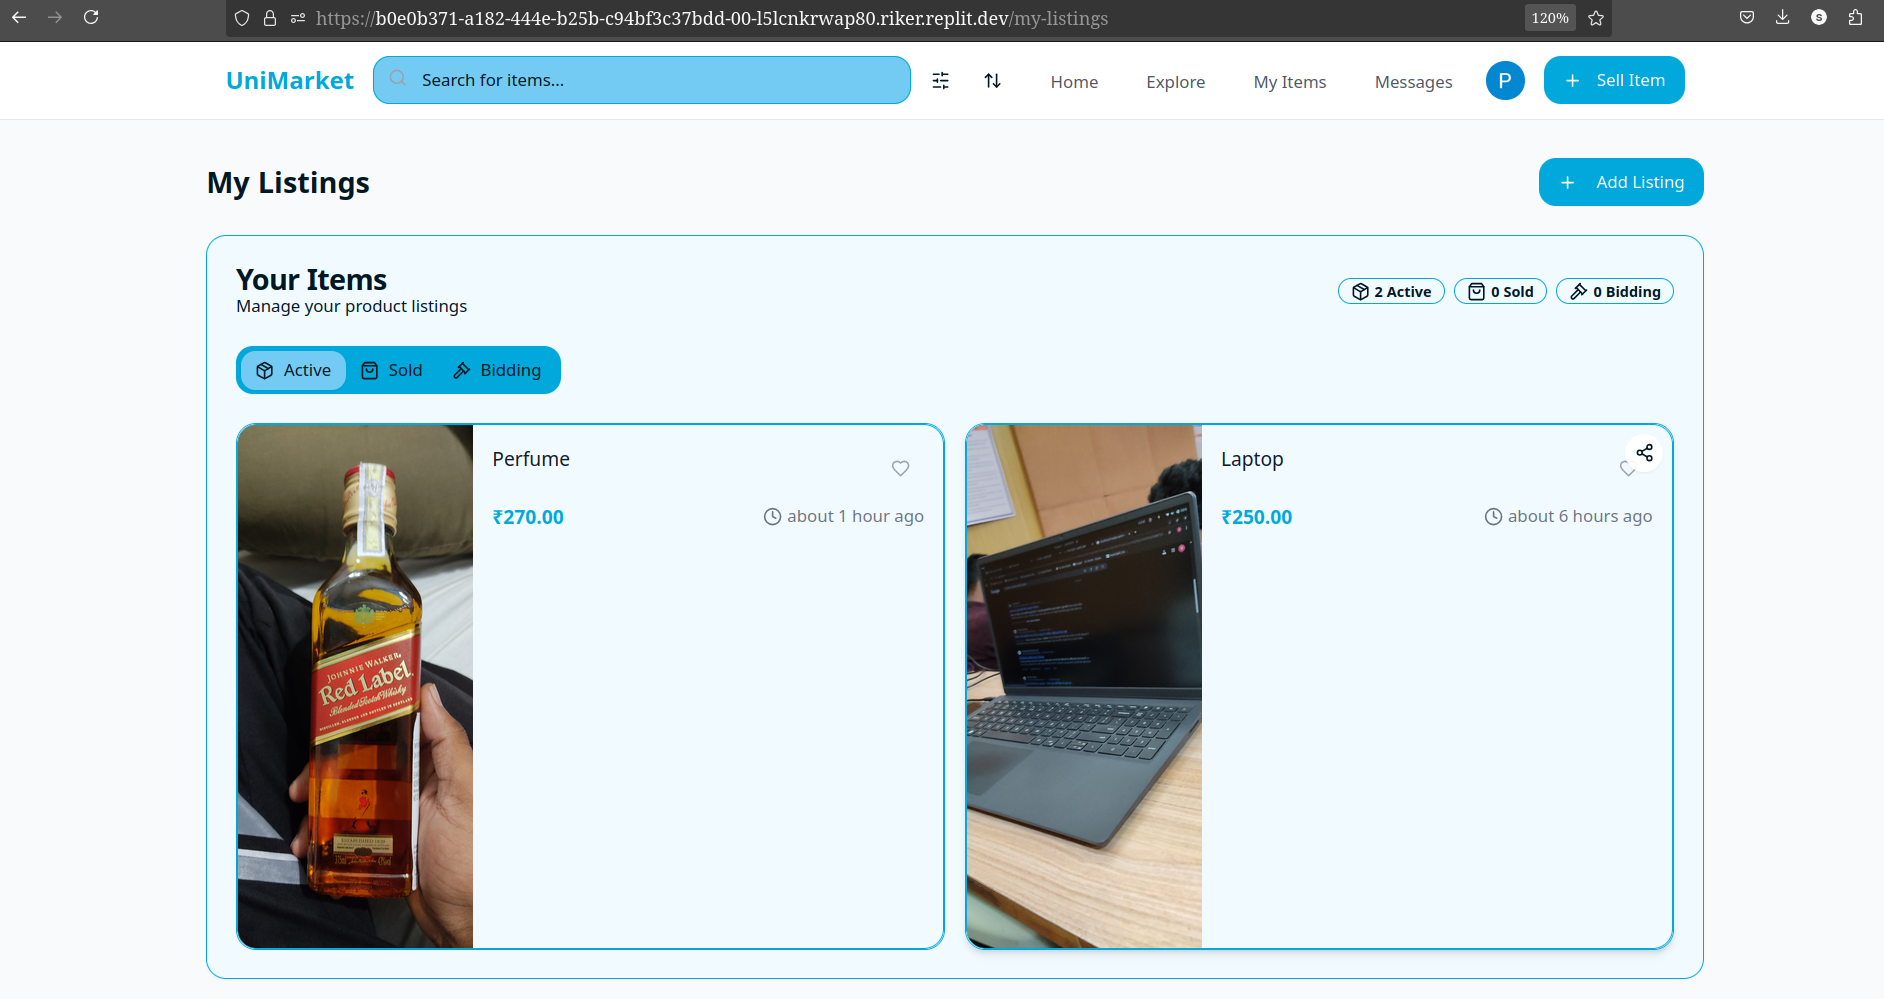 https://b0e0b371-a182-444e-b25b-c94bf3c37bdd-00-l5lcnkrwap80.riker.replit.dev/my-listings
120%
S
UniMarket
Search for items...
Home
Explore
My Items
Messages
P
Sell Item
My Listings
Add Listing
Your Items
Manage your product listings
2 Active
0 Sold
0 Bidding
Active
Sold
Bidding
Perfume
₹270.00
about 1 hour ago
JOHNNIE WALKER
Red Label
Blended Scotch Whisky
Laptop
₹250.00
about 6 hours ago